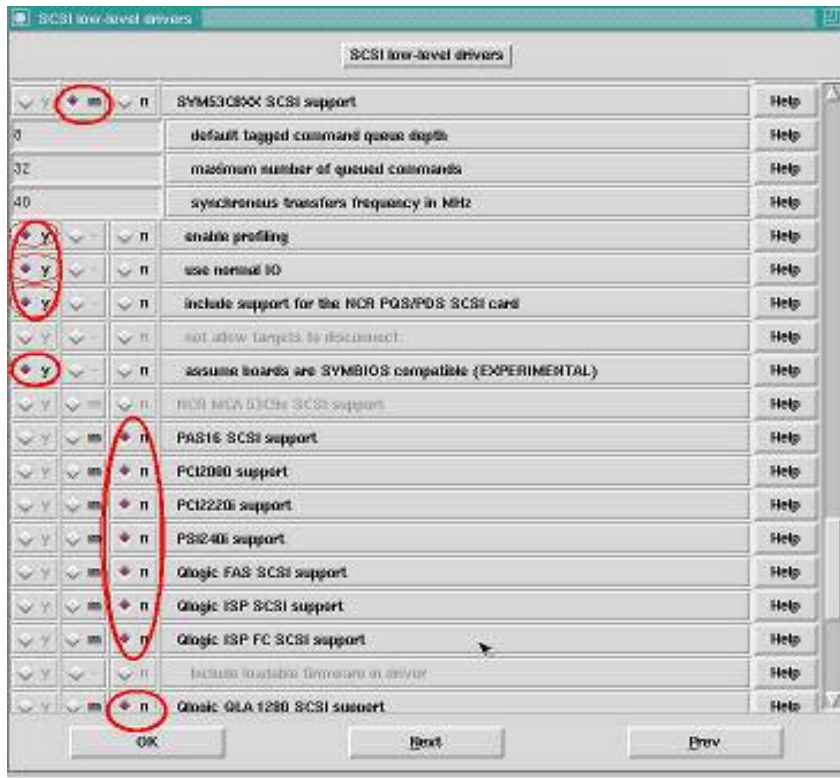 SCSI low-level drivers
SCSI low-level drivers
y m n SYM53C8XX SCSI support Help
8 default tagged command queue depth Help
32 maximum number of queued commands Help
40 synchronous transfers frequency in MHz Help
y - n enable profiling Help
y - n use normal IO Help
y - n include support for the NCR PQS/PDS SCSI card Help
y - n not allow targets to disconnect Help
y - n assume boards are SYMBIOS compatible (EXPERIMENTAL) Help
y m n NCR MCA 53C9x SCSI support Help
y m n PAS16 SCSI support Help
y m n PCI2000 support Help
y m n PCI2220i support Help
y m n PSI240i support Help
y m n Qlogic FAS SCSI support Help
y m n Qlogic ISP SCSI support Help
y m n Qlogic ISP FC SCSI support Help
y - n include loadable firmware in driver Help
y m n Qlogic QLA 1280 SCSI support Help
OK Next Prev